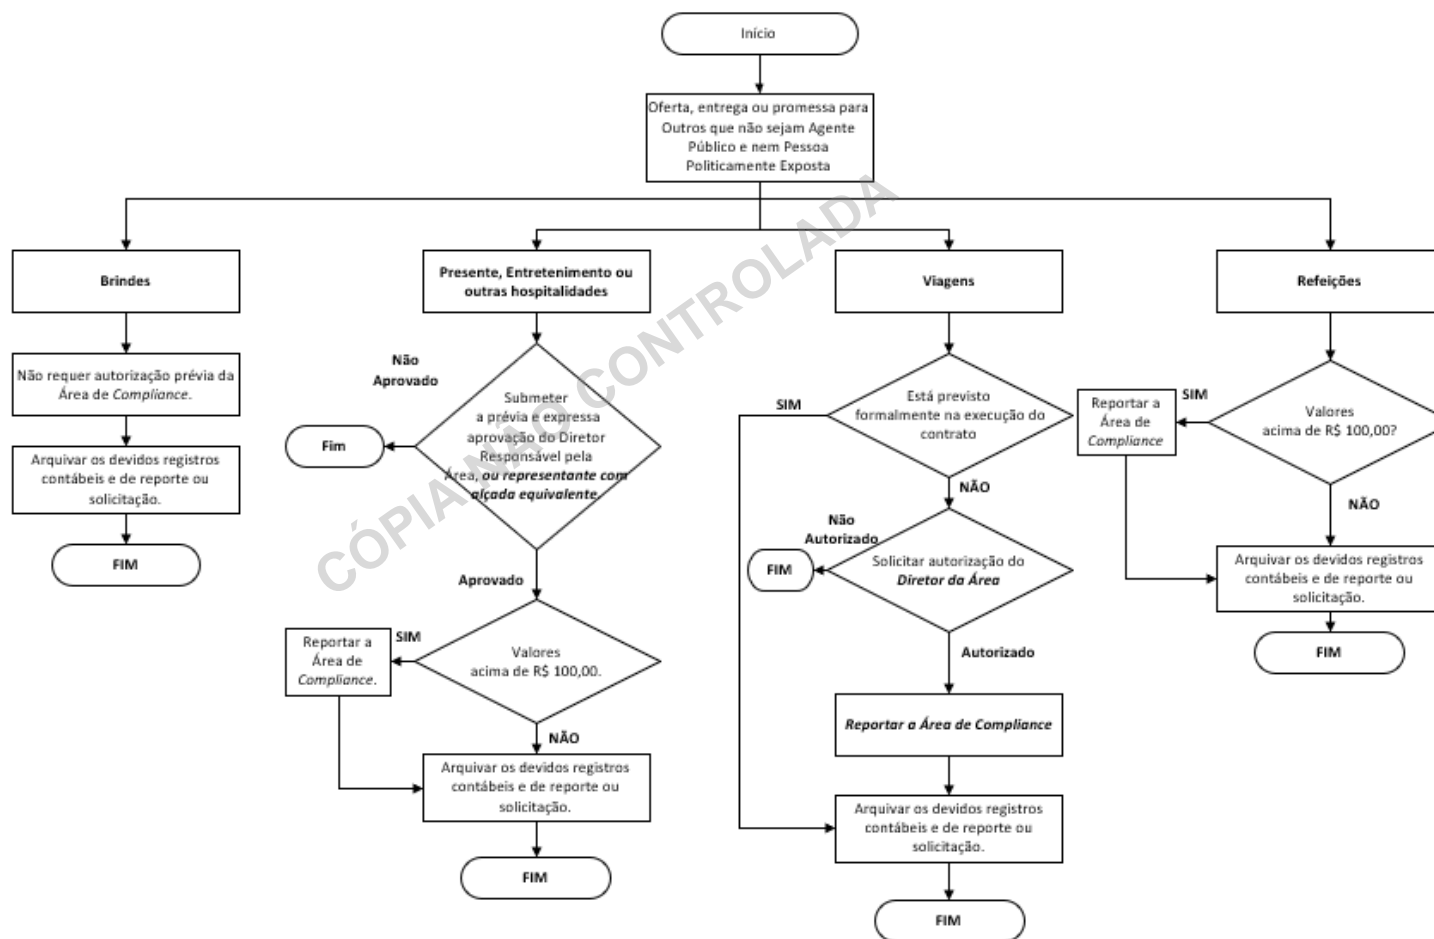 Início
Oferta, entrega ou promessa para
Outros que não sejam Agente
Público e nem Pessoa
Politicamente Exposta
Brindes
Não requer autorização prévia da
Área de Compliance.
Arquivar os devidos registros
contábeis e de reporte ou
solicitação.
FIM
Presente, Entretenimento ou
outras hospitalidades
Submeter
a prévia e expressa
aprovação do Diretor
Responsável pela
Área, ou representante com
alçada equivalente.
Não
Aprovado
Fim
Aprovado
Valores
acima de R$ 100,00.
SIM
Reportar a
Área de
Compliance.
NÃO
Arquivar os devidos registros
contábeis e de reporte ou
solicitação.
FIM
Viagens
Está previsto
formalmente na execução do
contrato
SIM
NÃO
Solicitar autorização do
Diretor da Área
Não
Autorizado
FIM
Autorizado
Reportar a Área de Compliance
Arquivar os devidos registros
contábeis e de reporte ou
solicitação.
FIM
Refeições
Valores
acima de R$ 100,00?
SIM
Reportar a
Área de
Compliance
NÃO
Arquivar os devidos registros
contábeis e de reporte ou
solicitação.
FIM
CÓPIA NÃO CONTROLADA